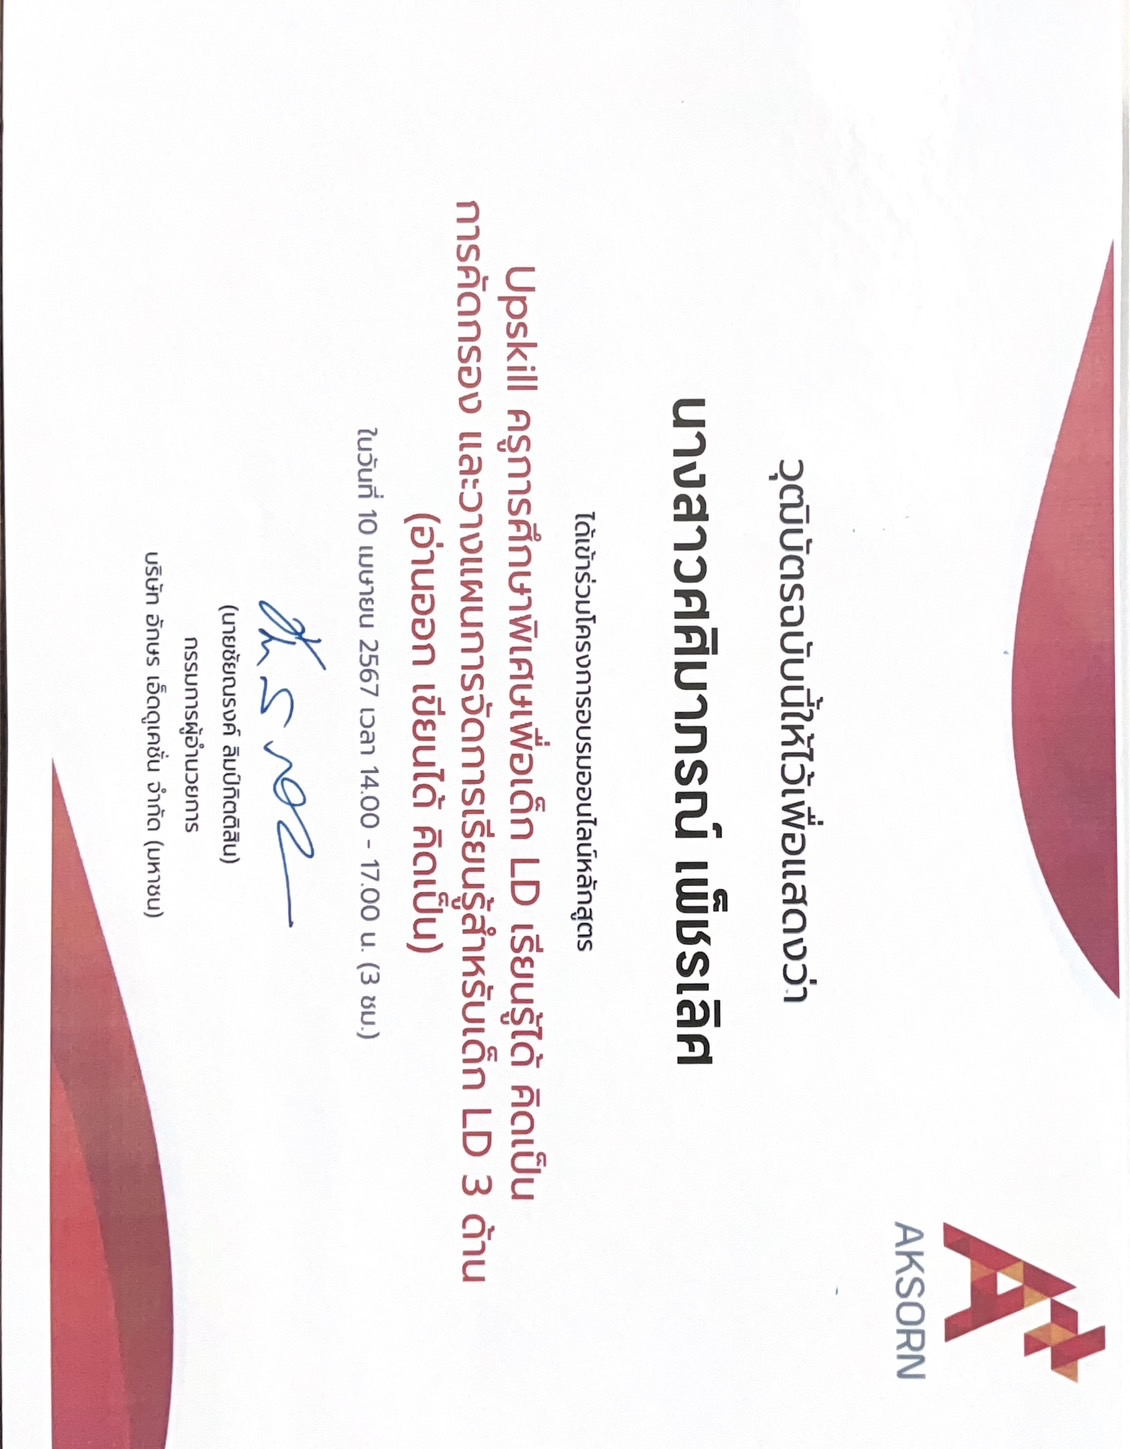 AKSORN
วุฒิบัตรฉบับนี้ให้ไว้เพื่อแสดงว่า
นางสาวศศิมาภรณ์ เพ็ชรเลิศ
ได้เข้าร่วมโครงการอบรมออนไลน์หลักสูตร
Upskill ครูการศึกษาพิเศษเพื่อเด็ก LD เรียนรู้ได้ คิดเป็น
การคัดกรอง และวางแผนการจัดการเรียนรู้สำหรับเด็ก LD 3 ด้าน
(อ่านออก เขียนได้ คิดเป็น)
ในวันที่ 10 เมษายน 2567 เวลา 14.00 - 17.00 น. (3 ชม.)
(นายชัยณรงค์ ลิมป์กิตติสิน)
กรรมการผู้อำนวยการ
บริษัท อักษร เอ็ดดูเคชั่น จำกัด (มหาชน)